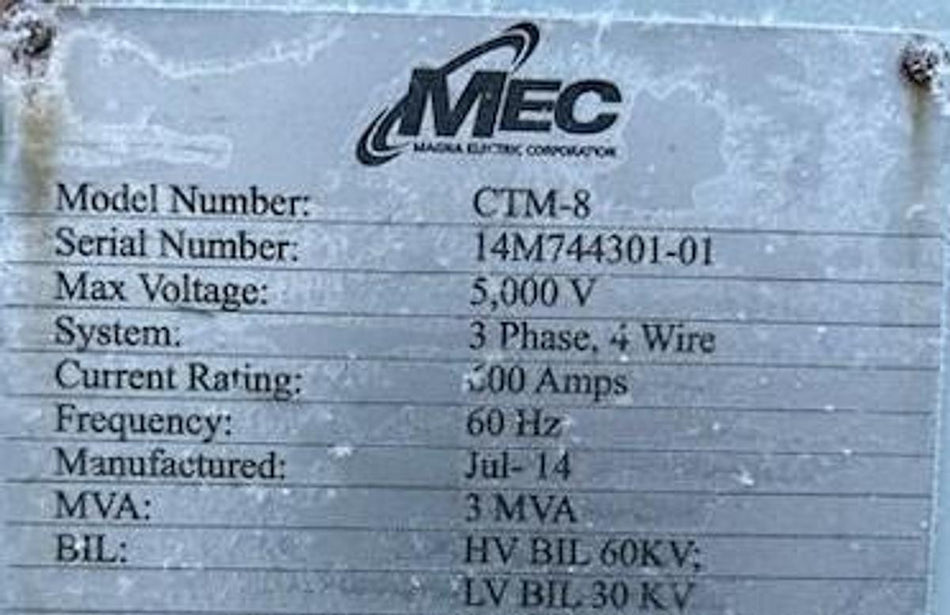 MEC
MAGNA ELECTRIC CORPORATION
Model Number: CTM-8
Serial Number: 14M744301-01
Max Voltage: 5,000 V
System: 3 Phase, 4 Wire
Current Rating: Amps
Frequency: 60 Hz
Manufactured: Jul- 14
MVA: 3 MVA
BIL: HV BIL 60KV;
LV BIL 30 KV